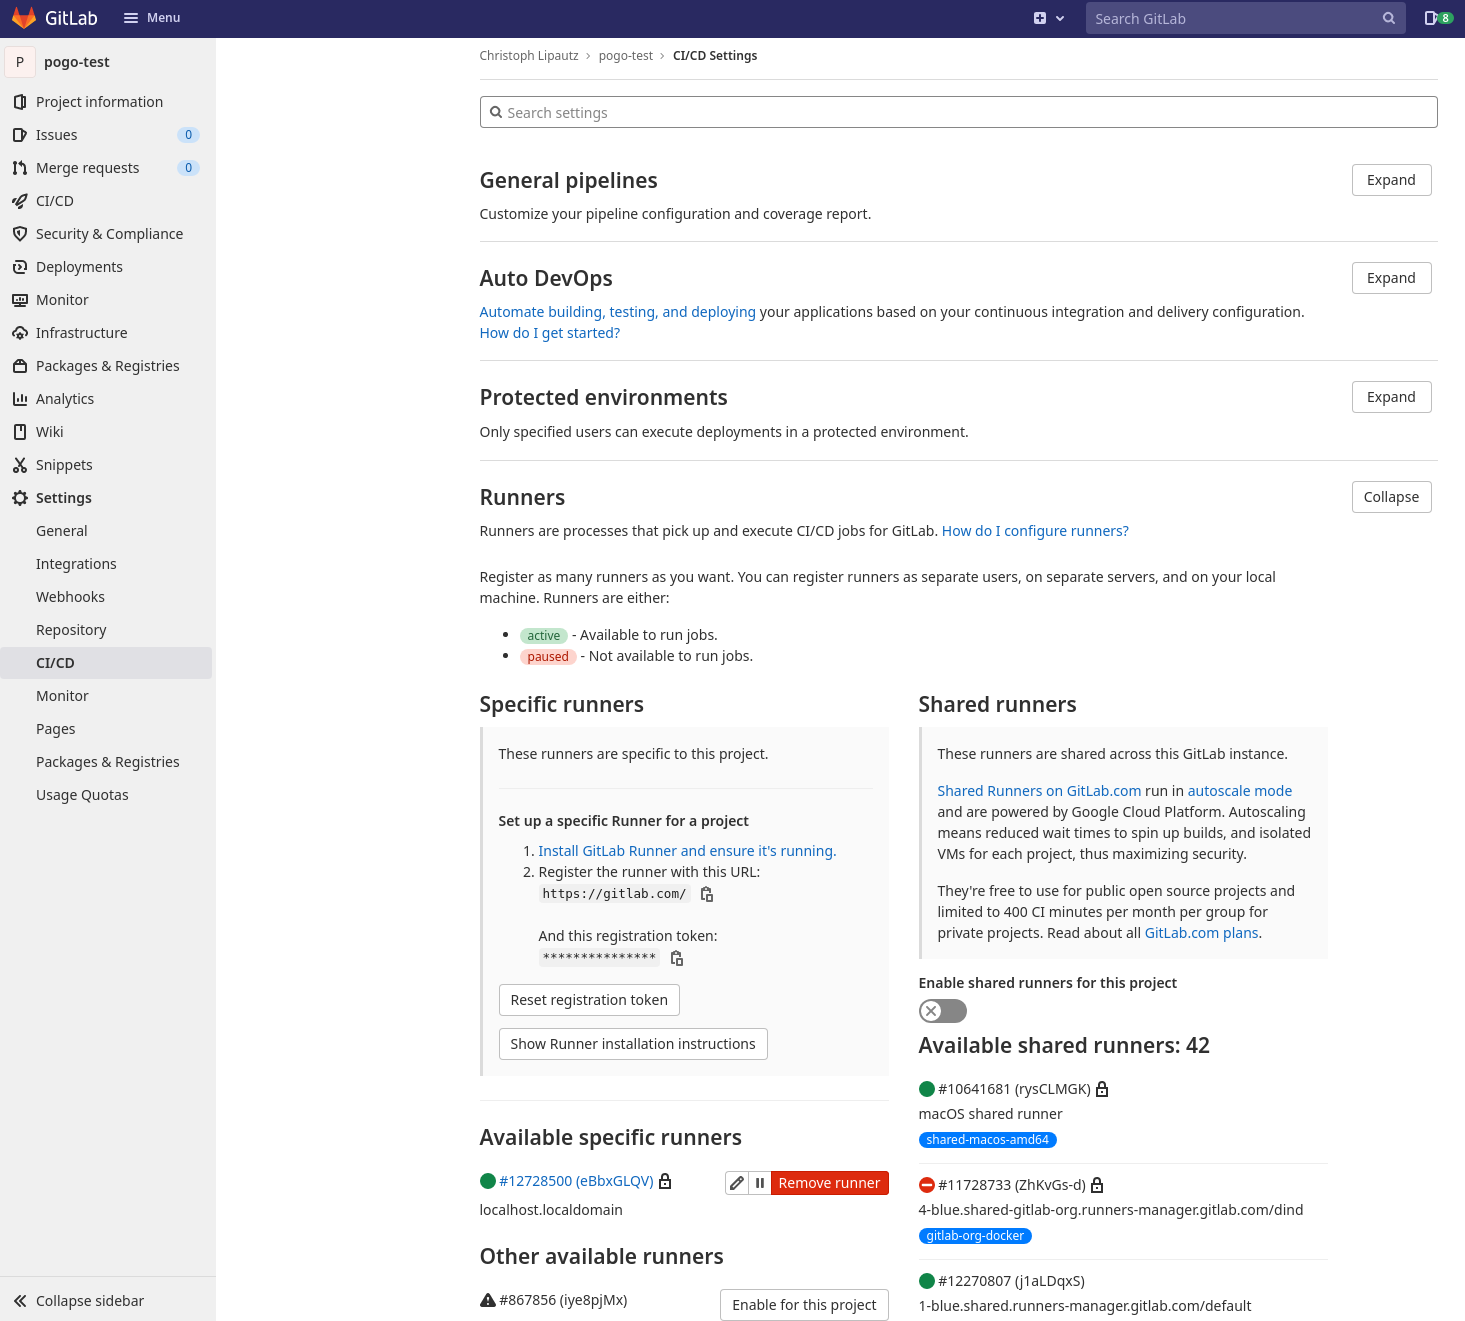 GitLab
Menu
Search GitLab
8
P
pogo-test
Project information
Issues
0
Merge requests
0
CI/CD
Security & Compliance
Deployments
Monitor
Infrastructure
Packages & Registries
Analytics
Wiki
Snippets
Settings
General
Integrations
Webhooks
Repository
CI/CD
Monitor
Pages
Packages & Registries
Usage Quotas
Collapse sidebar
Christoph Lipautz > pogo-test > CI/CD Settings
Search settings
General pipelines
Expand
Customize your pipeline configuration and coverage report.
Auto DevOps
Expand
Automate building, testing, and deploying your applications based on your continuous integration and delivery configuration.
How do I get started?
Protected environments
Expand
Only specified users can execute deployments in a protected environment.
Runners
Collapse
Runners are processes that pick up and execute CI/CD jobs for GitLab. How do I configure runners?
Register as many runners as you want. You can register runners as separate users, on separate servers, and on your local
machine. Runners are either:
• active - Available to run jobs.
• paused - Not available to run jobs.
Specific runners
These runners are specific to this project.
Set up a specific Runner for a project
1. Install GitLab Runner and ensure it's running.
2. Register the runner with this URL:
https://gitlab.com/
And this registration token:
***************
Reset registration token
Show Runner installation instructions
Available specific runners
#12728500 (eBbxGLQV)
Remove runner
localhost.localdomain
Other available runners
#867856 (iye8pjMx)
Enable for this project
Shared runners
These runners are shared across this GitLab instance.
Shared Runners on GitLab.com run in autoscale mode
and are powered by Google Cloud Platform. Autoscaling
means reduced wait times to spin up builds, and isolated
VMs for each project, thus maximizing security.
They're free to use for public open source projects and
limited to 400 CI minutes per month per group for
private projects. Read about all GitLab.com plans.
Enable shared runners for this project
Available shared runners: 42
#10641681 (rysCLMGK)
macOS shared runner
shared-macos-amd64
#11728733 (ZhKvGs-d)
4-blue.shared-gitlab-org.runners-manager.gitlab.com/dind
gitlab-org-docker
#12270807 (j1aLDqxS)
1-blue.shared.runners-manager.gitlab.com/default